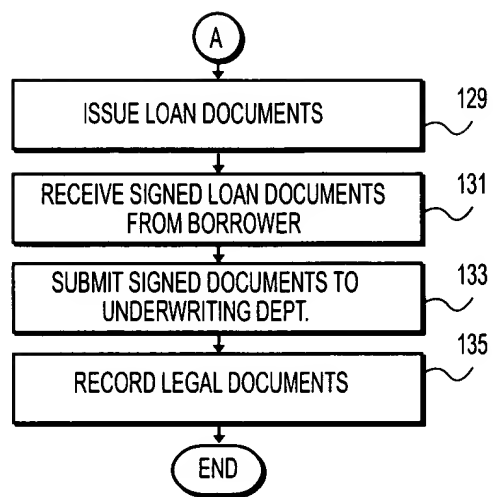 A
ISSUE LOAN DOCUMENTS
129
RECEIVE SIGNED LOAN DOCUMENTS
FROM BORROWER
131
SUBMIT SIGNED DOCUMENTS TO
UNDERWRITING DEPT.
133
RECORD LEGAL DOCUMENTS
135
END